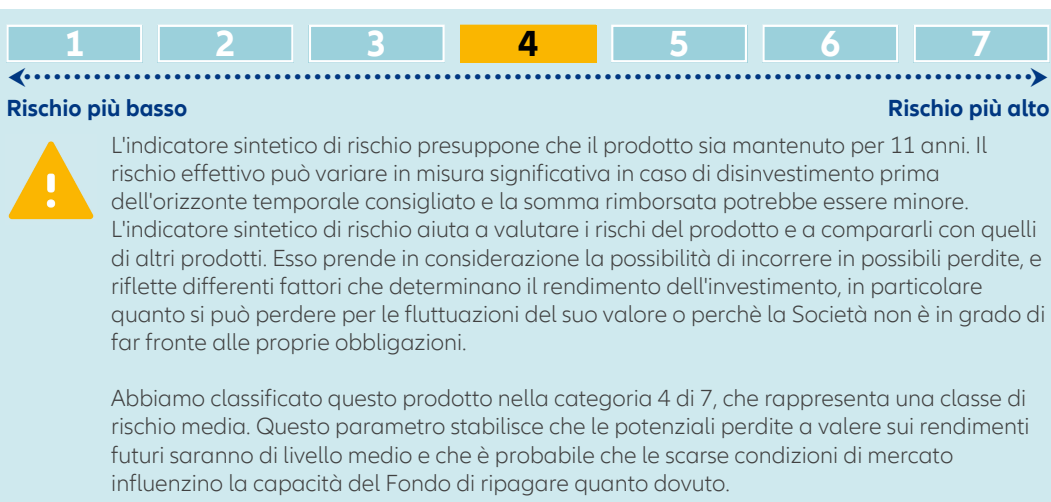 1 2 3 4 5 6 7
Rischio più basso Rischio più alto
L'indicatore sintetico di rischio presuppone che il prodotto sia mantenuto per 11 anni. Il
rischio effettivo può variare in misura significativa in caso di disinvestimento prima
dell'orizzonte temporale consigliato e la somma rimborsata potrebbe essere minore.
L'indicatore sintetico di rischio aiuta a valutare i rischi del prodotto e a compararli con quelli
di altri prodotti. Esso prende in considerazione la possibilità di incorrere in possibili perdite, e
riflette differenti fattori che determinano il rendimento dell'investimento, in particolare
quanto si può perdere per le fluttuazioni del suo valore o perchè la Società non è in grado di
far fronte alle proprie obbligazioni.
Abbiamo classificato questo prodotto nella categoria 4 di 7, che rappresenta una classe di
rischio media. Questo parametro stabilisce che le potenziali perdite a valere sui rendimenti
futuri saranno di livello medio e che è probabile che le scarse condizioni di mercato
influenzino la capacità del Fondo di ripagare quanto dovuto.